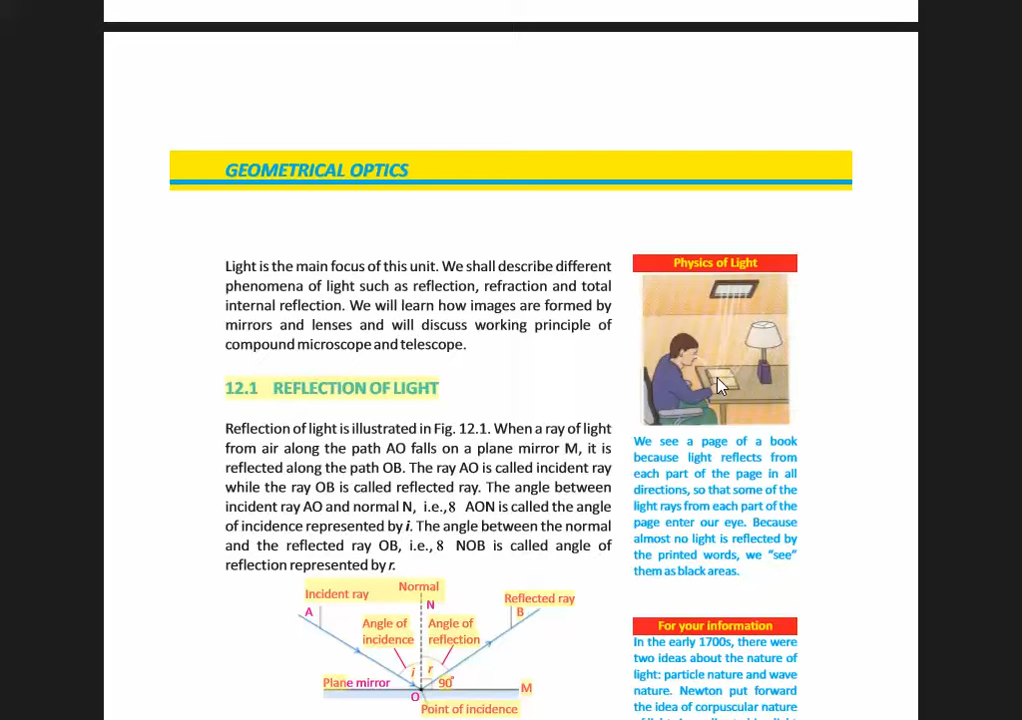 GEOMETRICAL OPTICS
Light is the main focus of this unit. We shall describe different
phenomena of light such as reflection, refraction and total
internal reflection. We will learn how images are formed by
mirrors and lenses and will discuss working principle of
compound microscope and telescope.
12.1 REFLECTION OF LIGHT
Reflection of light is illustrated in Fig. 12.1. When a ray of light
from air along the path AO falls on a plane mirror M, it is
reflected along the path OB. The ray AO is called incident ray
while the ray OB is called reflected ray. The angle between
incident ray AO and normal N, i.e.,8 AON is called the angle
of incidence represented by i. The angle between the normal
and the reflected ray OB, i.e., 8 NOB is called angle of
reflection represented by r.
Incident ray
Normal
Reflected ray
A
N
B
Angle of
incidence
Angle of
reflection
i
r
Plane mirror
90°
M
O
Point of incidence
Physics of Light
We see a page of a book
because light reflects from
each part of the page in all
directions, so that some of the
light rays from each part of the
page enter our eye. Because
almost no light is reflected by
the printed words, we "see"
them as black areas.
For your information
In the early 1700s, there were
two ideas about the nature of
light: particle nature and wave
nature. Newton put forward
the idea of corpuscular nature